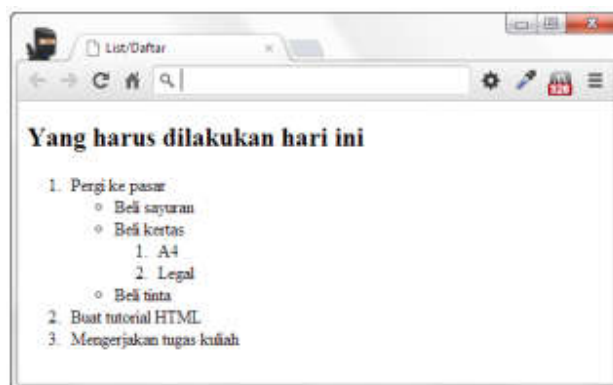 List/Daftar
Yang harus dilakukan hari ini
1. Pergi ke pasar
Beli sayuran
Beli kertas
1. A4
2. Legal
Beli tinta
2. Buat tutorial HTML
3. Mengerjakan tugas kuliah